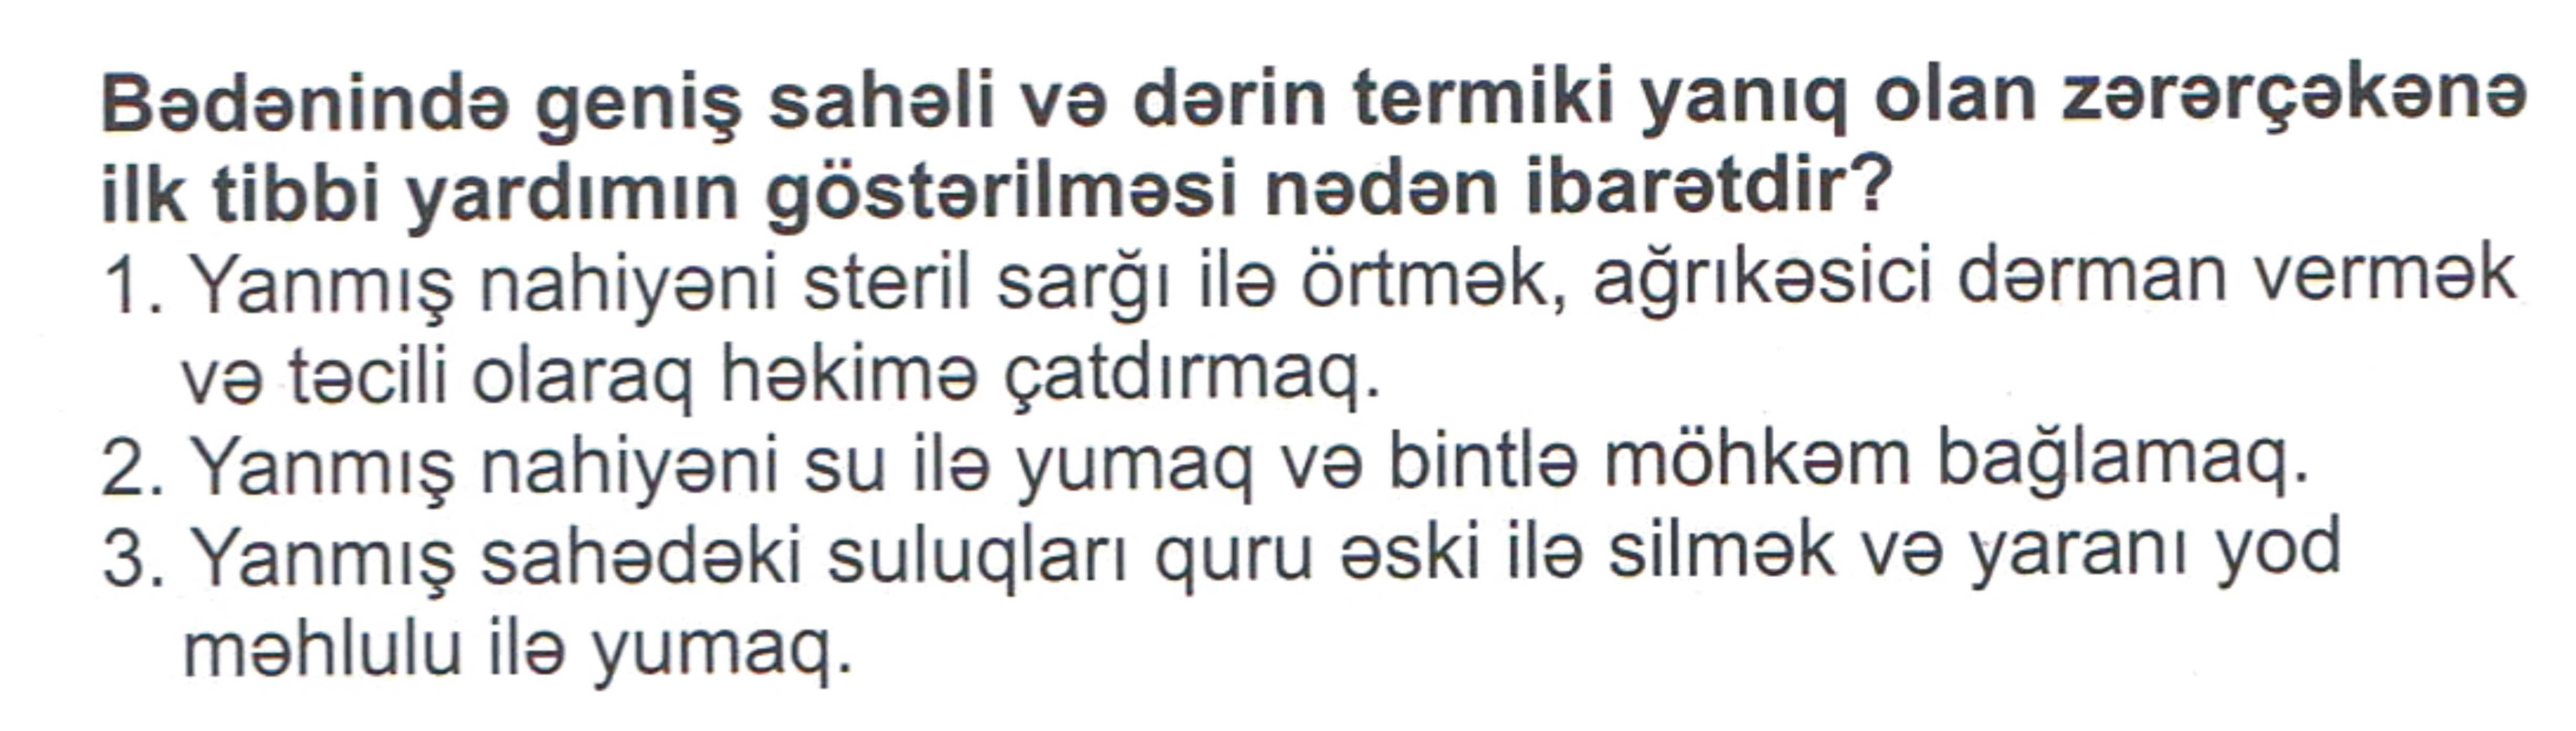 Bədənində geniş sahəli və dərin termiki yanıq olan zərərçəkənə
ilk tibbi yardımın göstərilməsi nədən ibarətdir?
1. Yanmış nahiyəni steril sarğı ilə örtmək, ağrıkəsici dərman vermək
və təcili olaraq həkimə çatdırmaq.
2. Yanmış nahiyəni su ilə yumaq və bintlə möhkəm bağlamaq.
3. Yanmış sahədəki suluqları quru əski ilə silmək və yaranı yod
məhlulu ilə yumaq.